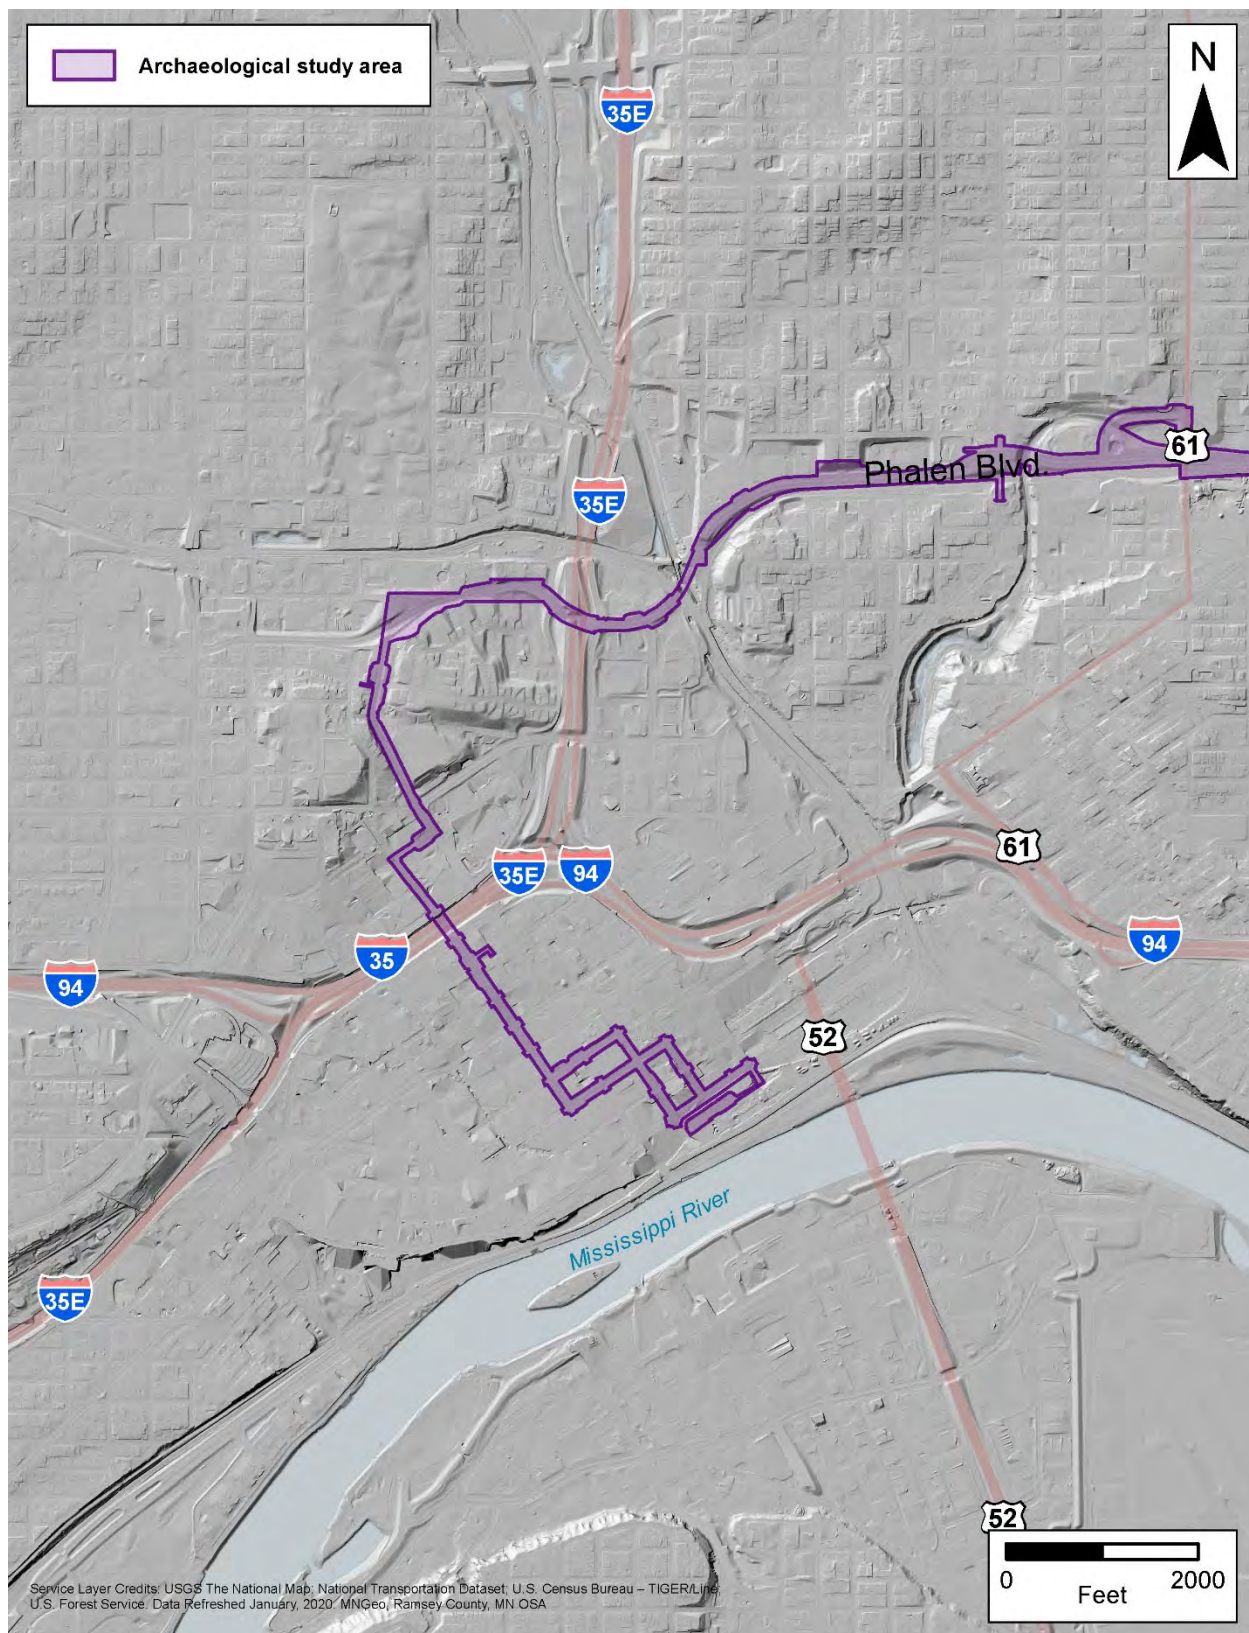 Archaeological study area
N
35E
61
Phalen Blvd.
35E
61
35E
94
35
94
94
52
Mississippi River
35E
52
0
2000
Feet
Service Layer Credits: USGS The National Map; National Transportation Dataset; U.S. Census Bureau – TIGER/Line;
U.S. Forest Service. Data Refreshed January, 2020. MNGeo, Ramsey County, MN OSA